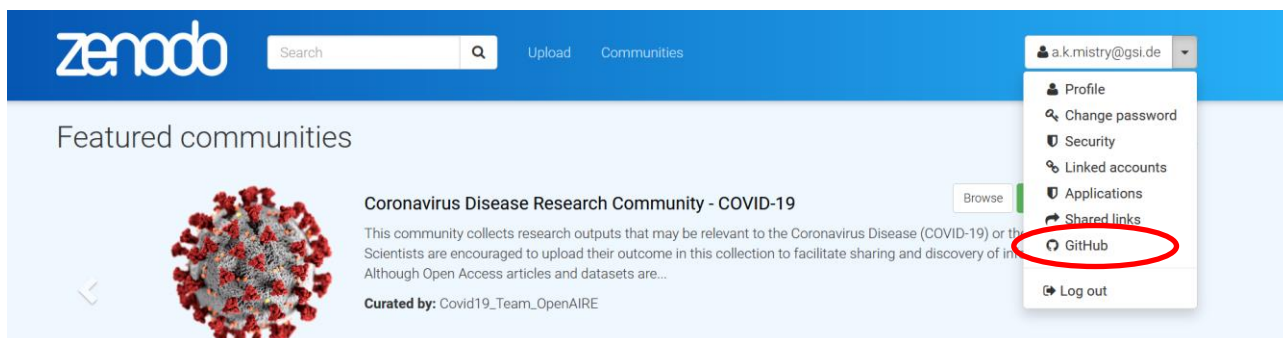 zenodo
Search
Upload
Communities
a.k.mistry@gsi.de
Profile
Change password
Security
Linked accounts
Applications
Shared links
GitHub
Log out
Featured communities
Coronavirus Disease Research Community - COVID-19
Browse
This community collects research outputs that may be relevant to the Coronavirus Disease (COVID-19) or the
Scientists are encouraged to upload their outcome in this collection to facilitate sharing and discovery of
Although Open Access articles and datasets are...
Curated by: Covid19_Team_OpenAIRE